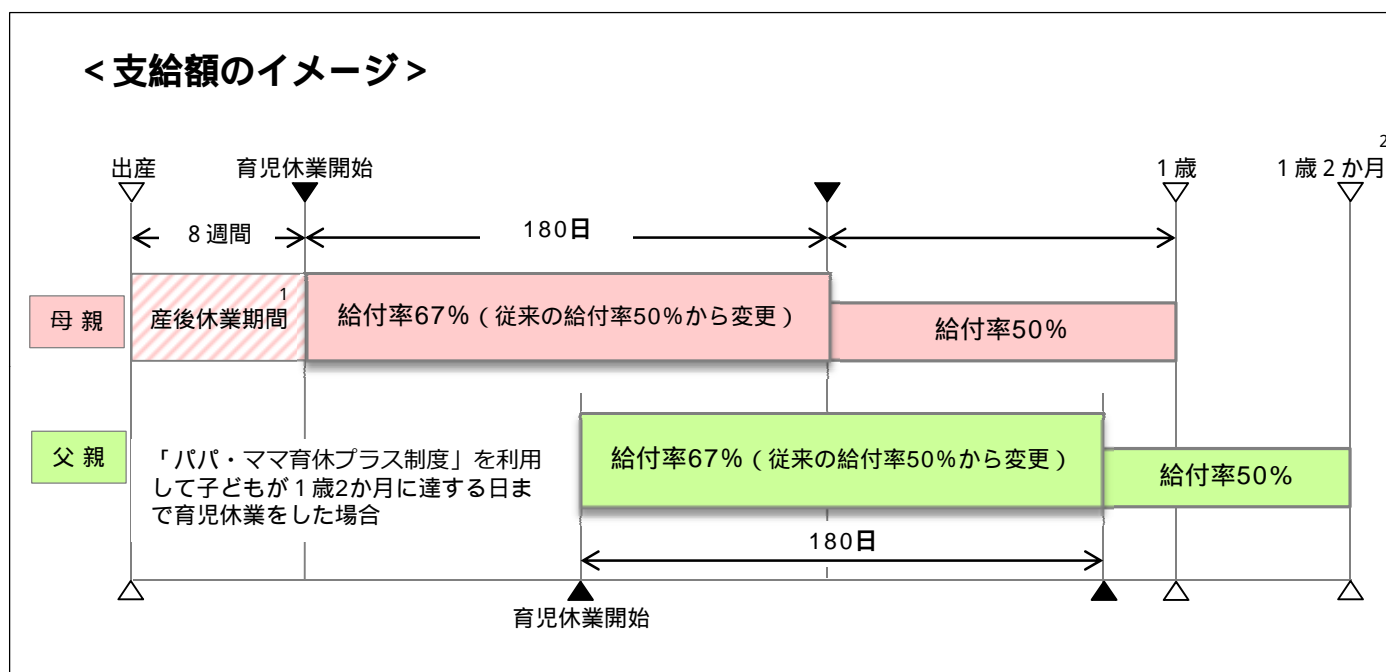 ＜支給額のイメージ＞
2
出産
育児休業開始
1歳
1歳2か月
8週間
180日
母親
産後休業期間
1
給付率67%（従来の給付率50%から変更）
給付率50%
父親
「パパ・ママ育休プラス制度」を利用
して子どもが1歳2か月に達する日ま
で育児休業をした場合
給付率67%（従来の給付率50%から変更）
給付率50%
180日
育児休業開始